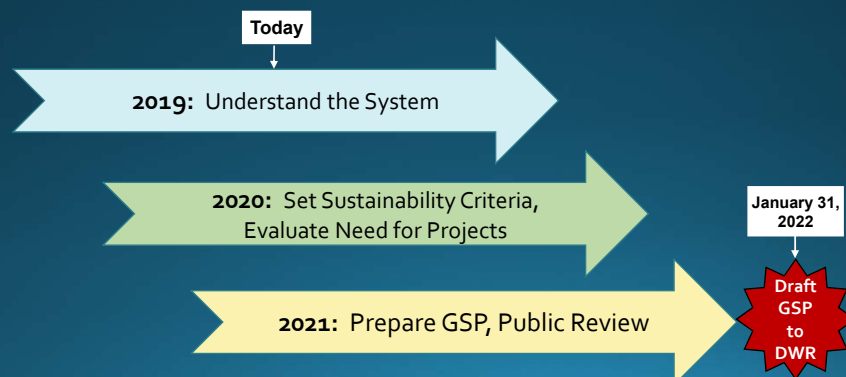 Today
2019: Understand the System
2020: Set Sustainability Criteria,
Evaluate Need for Projects
January 31,
2022
2021: Prepare GSP, Public Review
Draft
GSP
to
DWR